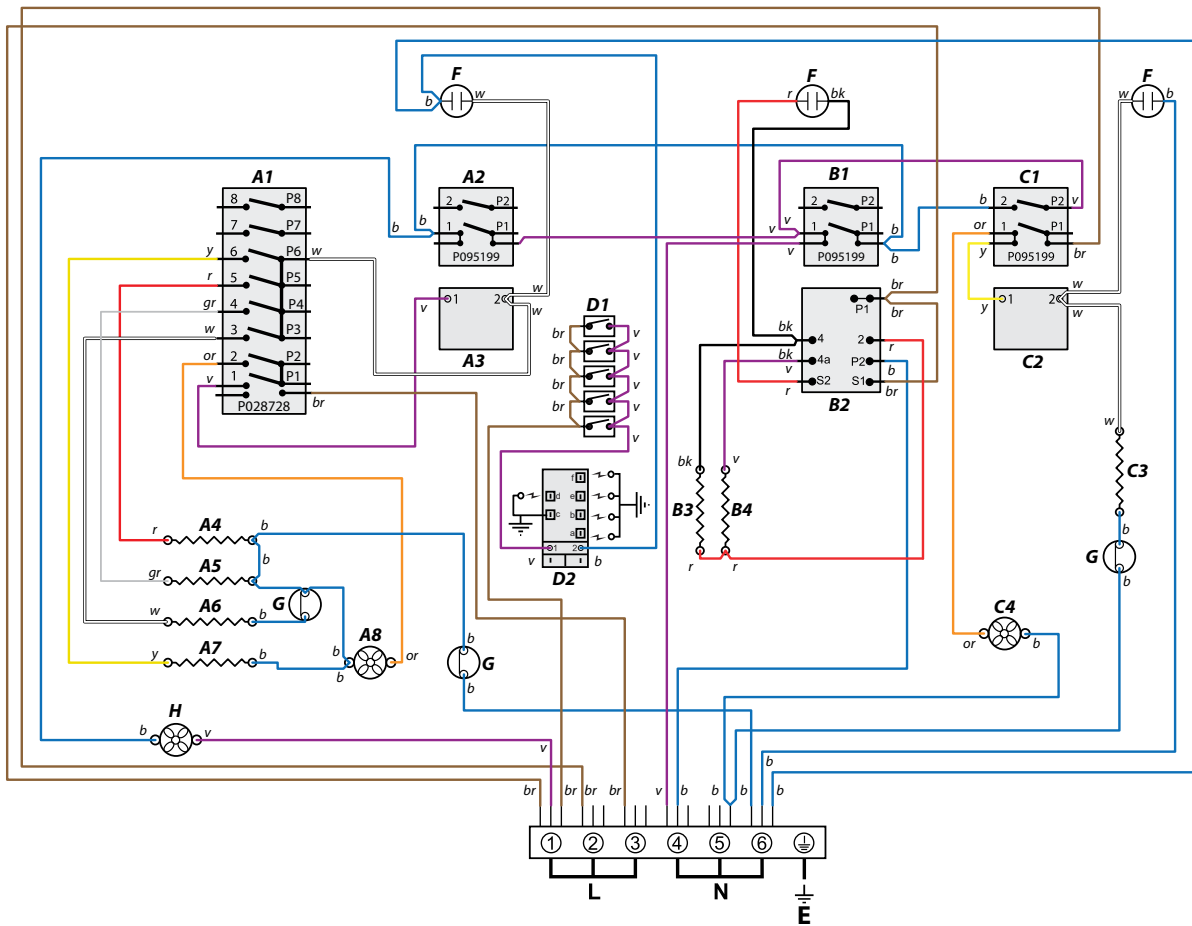 F
w
b
F
r
bk
F
w
b
A1
A2
B1
C1
8 P8
7 P7
y 6 P6 w
r 5 P5
gr 4 P4
w 3 P3
or 2 P2
v 1 P1
br
P028728
2 P2
b
b 1 P1
P095199
2 P2
v
v 1 P1 b
b
P095199
b 2 P2 v
or 1 P1
y br
P095199
v 1 2 w
w
A3
D1
br v
br v
br v
br v
v
P1 br
br
bk 4 2 r
bk 4a P2 b
v
r S2 S1 br
B2
y 1 2 w
w
C2
w
C3
b
G
b
f
d e
c b
a
1 2
v b
D2
bk v
B3 B4
r r
r A4 b
b
gr A5
G
w A6 b
y A7 b
b
b
A8
or
b
G
b
C4
or b
H
b v
v
br br br br v b b b b b
1 2 3 4 5 6
L N E